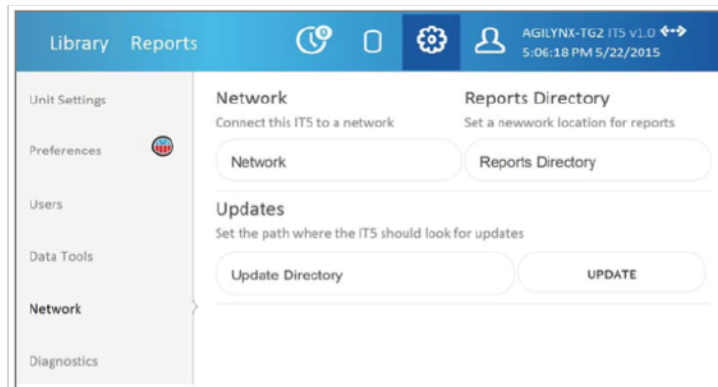 Library Reports 0 AGILYNX-TG2 IT5 v1.0
5:06:18 PM 5/22/2015
Unit Settings
Preferences
Users
Data Tools
Network
Diagnostics
Network
Connect this IT5 to a network
Network
Reports Directory
Set a newwork location for reports
Reports Directory
Updates
Set the path where the IT5 should look for updates
Update Directory UPDATE